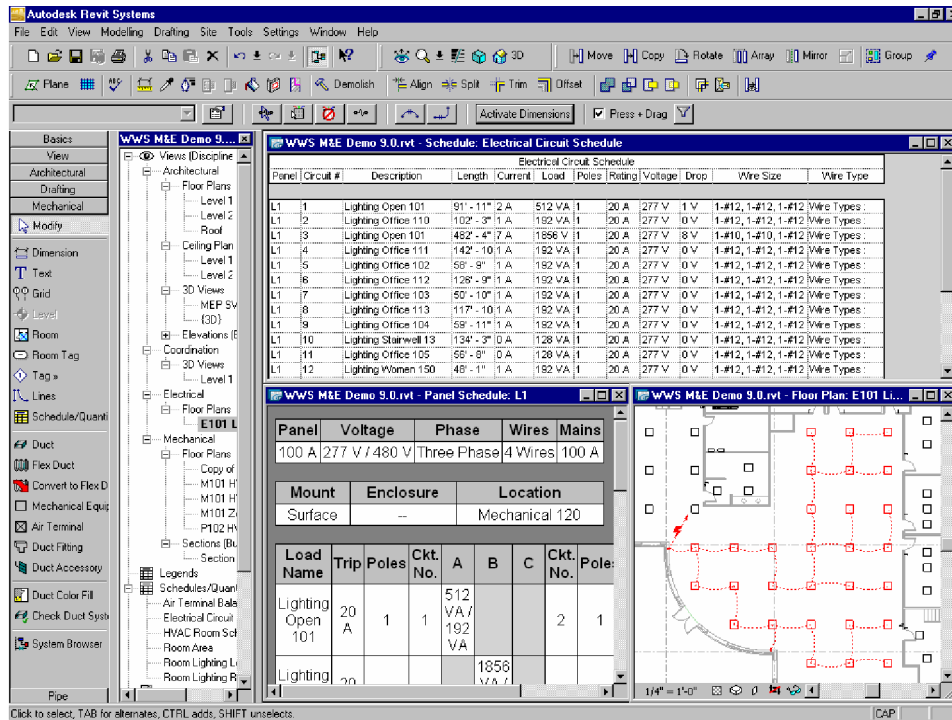 Autodesk Revit Systems
File Edit View Modelling Drafting Site Tools Settings Window Help
3D Move Copy Rotate Array Mirror Group
Plane Demolish Align Split Trim Offset
Activate Dimensions Press + Drag
Basics
View
Architectural
Drafting
Mechanical
Modify
Dimension
Text
Grid
Level
Room
Room Tag
Tag »
Lines
Schedule/Quanti
Duct
Flex Duct
Convert to Flex D
Mechanical Equip
Air Terminal
Duct Fitting
Duct Accessory
Duct Color Fill
Check Duct Syst
System Browser
Pipe
WWS M&E Demo 9....
Views (Discipline
Architectural
Floor Plans
Level 1
Level 2
Roof
Ceiling Plan
Level 1
Level 2
3D Views
MEP SV
{3D}
Elevations (E
Coordination
3D Views
Level 1
Electrical
Floor Plans
E101 L
Mechanical
Floor Plans
Copy of
M101 H
M101 H
M101 Z
P102 HV
Sections (Bu
Section
Legends
Schedules/Quan
Air Terminal Bala
Electrical Circuit
HVAC Room Sch
Room Area
Room Lighting L
Room Lighting R
WWS M&E Demo 9.0.rvt - Schedule: Electrical Circuit Schedule
Electrical Circuit Schedule
Panel Circuit # Description Length Current Load Poles Rating Voltage Drop Wire Size Wire Type
L1 1 Lighting Open 101 91' - 11" 2 A 512 VA 1 20 A 277 V 1 V 1-#12, 1-#12, 1-#12 Wire Types :
L1 2 Lighting Office 110 102' - 3" 1 A 192 VA 1 20 A 277 V 0 V 1-#12, 1-#12, 1-#12 Wire Types :
L1 3 Lighting Open 101 482' - 4" 7 A 1856 V 1 20 A 277 V 8 V 1-#10, 1-#10, 1-#12 Wire Types :
L1 4 Lighting Office 111 142' - 10 1 A 192 VA 1 20 A 277 V 0 V 1-#12, 1-#12, 1-#12 Wire Types :
L1 5 Lighting Office 102 58' - 9" 1 A 192 VA 1 20 A 277 V 0 V 1-#12, 1-#12, 1-#12 Wire Types :
L1 6 Lighting Office 112 126' - 9" 1 A 192 VA 1 20 A 277 V 0 V 1-#12, 1-#12, 1-#12 Wire Types :
L1 7 Lighting Office 103 50' - 10" 1 A 192 VA 1 20 A 277 V 0 V 1-#12, 1-#12, 1-#12 Wire Types :
L1 8 Lighting Office 113 117' - 10 1 A 192 VA 1 20 A 277 V 0 V 1-#12, 1-#12, 1-#12 Wire Types :
L1 9 Lighting Office 104 59' - 11" 1 A 192 VA 1 20 A 277 V 0 V 1-#12, 1-#12, 1-#12 Wire Types :
L1 10 Lighting Stairwell 13 134' - 3" 0 A 128 VA 1 20 A 277 V 0 V 1-#12, 1-#12, 1-#12 Wire Types :
L1 11 Lighting Office 105 56' - 8" 0 A 128 VA 1 20 A 277 V 0 V 1-#12, 1-#12, 1-#12 Wire Types :
L1 12 Lighting Women 150 48' - 1" 1 A 192 VA 1 20 A 277 V 0 V 1-#12, 1-#12, 1-#12 Wire Types :
WWS M&E Demo 9.0.rvt - Panel Schedule: L1
Panel Voltage Phase Wires Mains
100 A 277 V / 480 V Three Phase 4 Wires 100 A
Mount Enclosure Location
Surface -- Mechanical 120
Load Name Trip Poles Ckt. No. A B C Ckt. No. Pole:
Lighting Open 101 20 A 1 1 512 VA / 192 VA 2 1
Lighting 20 1856 VA /
WWS M&E Demo 9.0.rvt - Floor Plan: E101 Li...
1/4" = 1'-0"
Click to select, TAB for alternates, CTRL adds, SHIFT unselects.
CAP